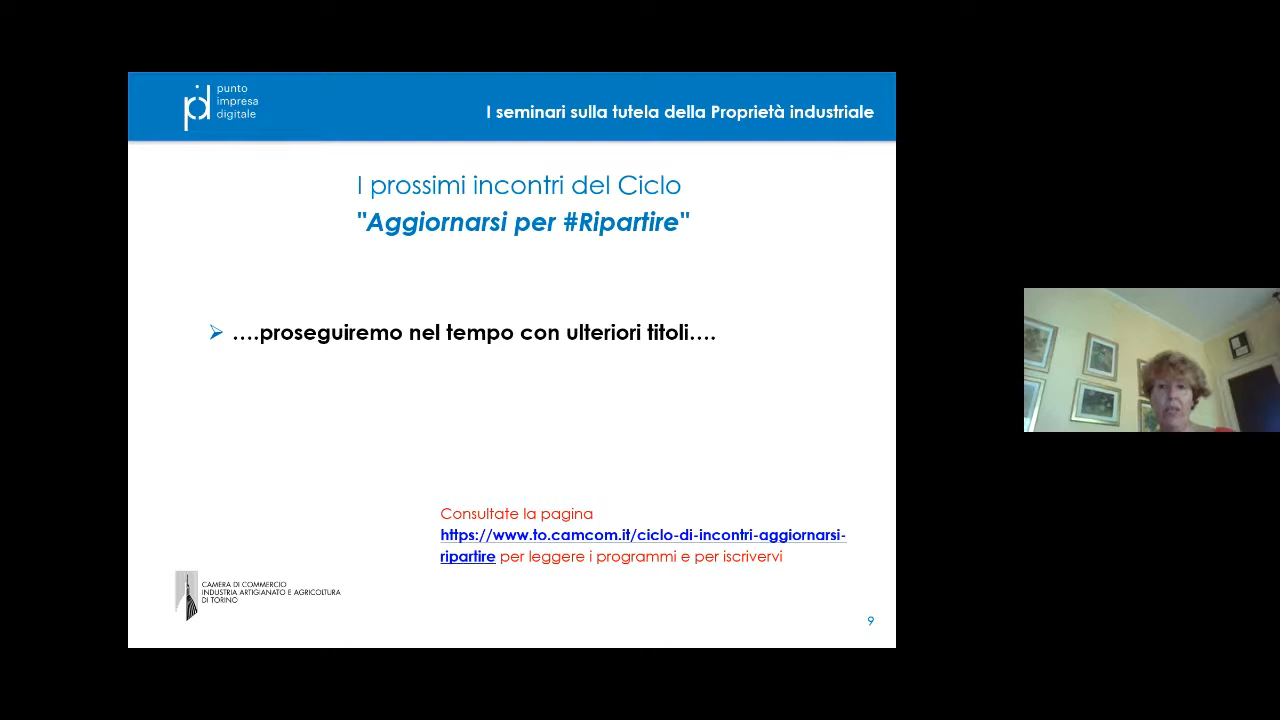 punto
impresa
digitale
I seminari sulla tutela della Proprietà industriale
I prossimi incontri del Ciclo
"Aggiornarsi per #Ripartire"
….proseguiremo nel tempo con ulteriori titoli….
Consultate la pagina
https://www.to.camcom.it/ciclo-di-incontri-aggiornarsi-
ripartire per leggere i programmi e per iscrivervi
CAMERA DI COMMERCIO
INDUSTRIA ARTIGIANATO E AGRICOLTURA
DI TORINO
9